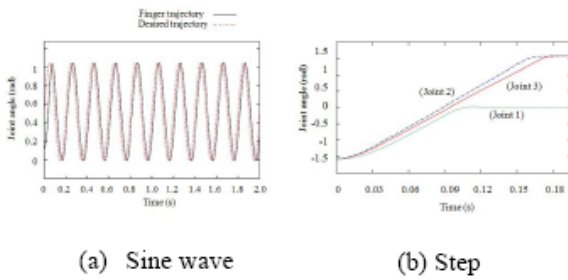 Finger trajectory
Desired trajectory
Joint angle (rad)
1
0.8
0.6
0.4
0.2
0
0 0.2 0.4 0.6 0.8 1.0 1.2 1.4 1.6 1.8 2.0
Time (s)
(a) Sine wave
Joint angle (rad)
1.5
1
0.5
0
-0.5
-1
-1.5
(Joint 2)
(Joint 3)
(Joint 1)
0 0.03 0.06 0.09 0.12 0.15 0.18
Time (s)
(b) Step